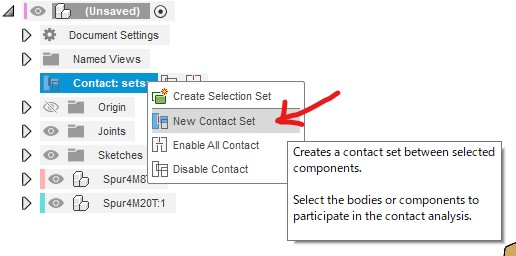 (Unsaved)
Document Settings
Named Views
Contact: sets
Create Selection Set
Origin
New Contact Set
Joints
Enable All Contact
Creates a contact set between selected
components.
Sketches
Disable Contact
Spur4M8
Select the bodies or components to
participate in the contact analysis.
Spur4M20T:1